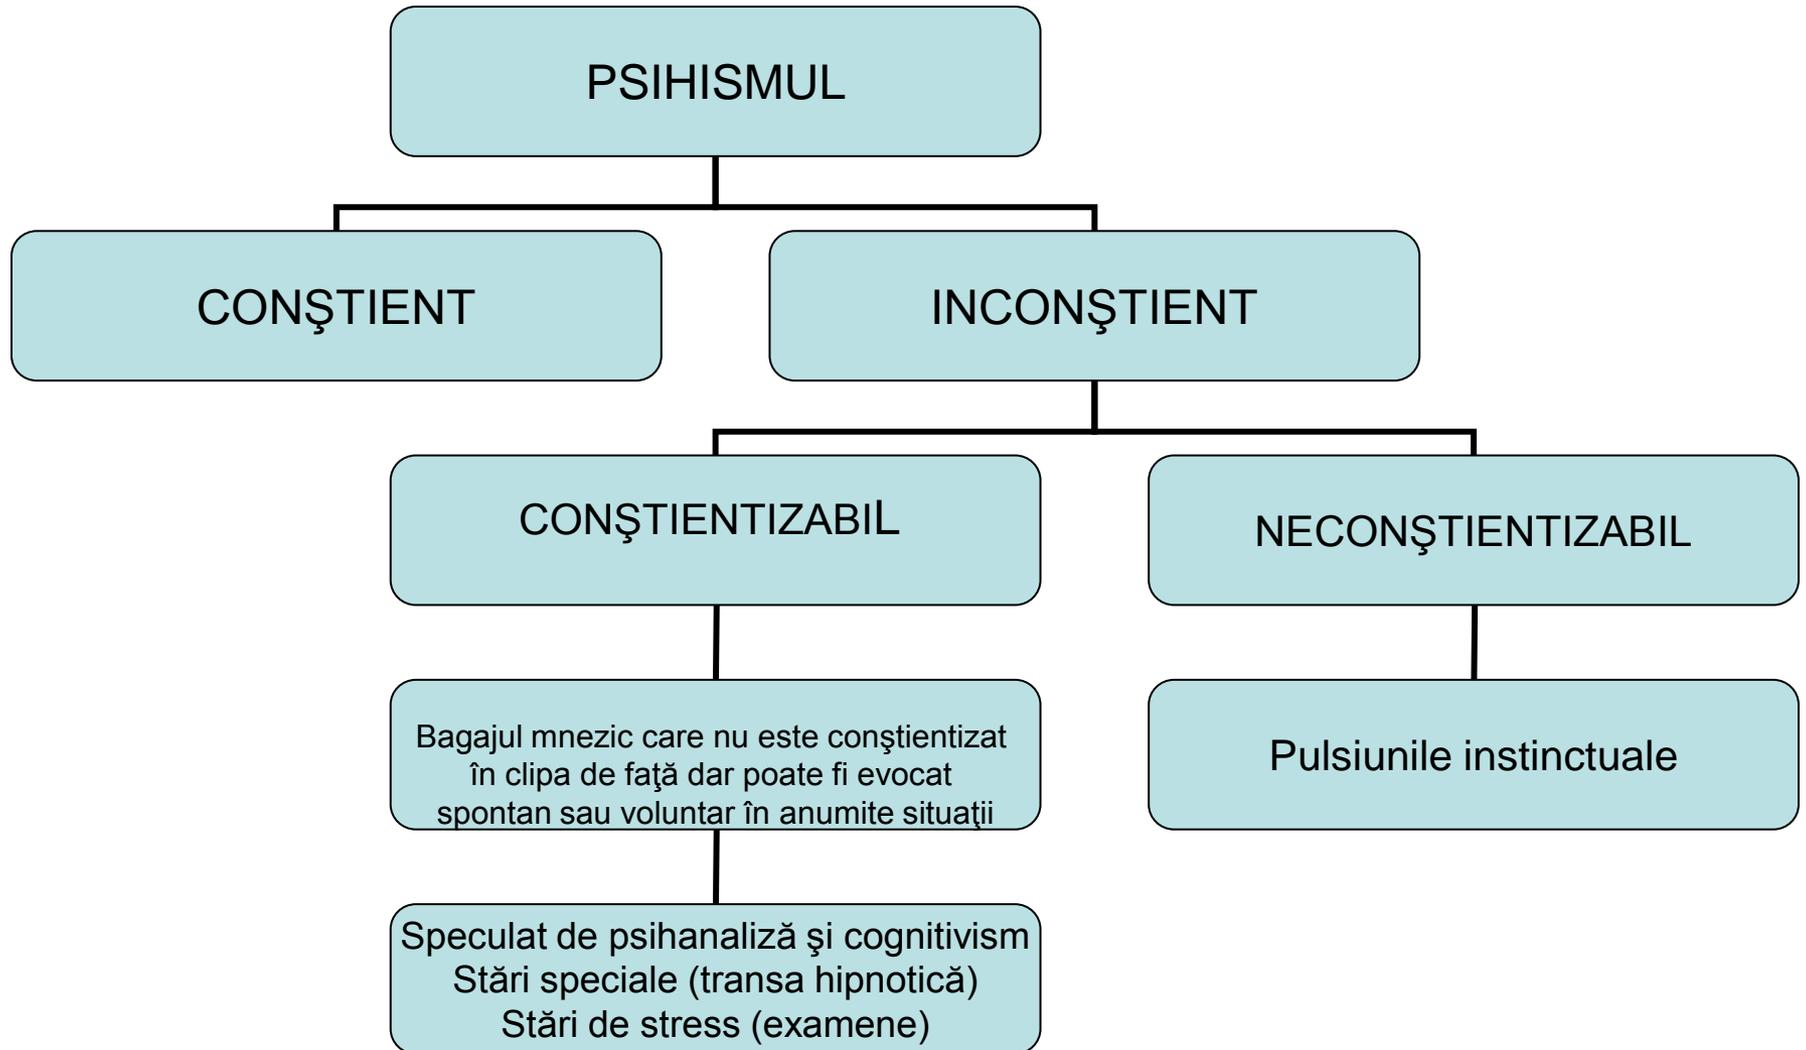 PSIHISMUL
CONŞTIENT
INCONŞTIENT
CONŞTIENTIZABIL
NECONŞTIENTIZABIL
Bagajul mnezic care nu este conştientizat
în clipa de faţă dar poate fi evocat
spontan sau voluntar în anumite situaţii
Pulsiunile instinctuale
Speculat de psihanaliză şi cognitivism
Stări speciale (transa hipnotică)
Stări de stress (examene)